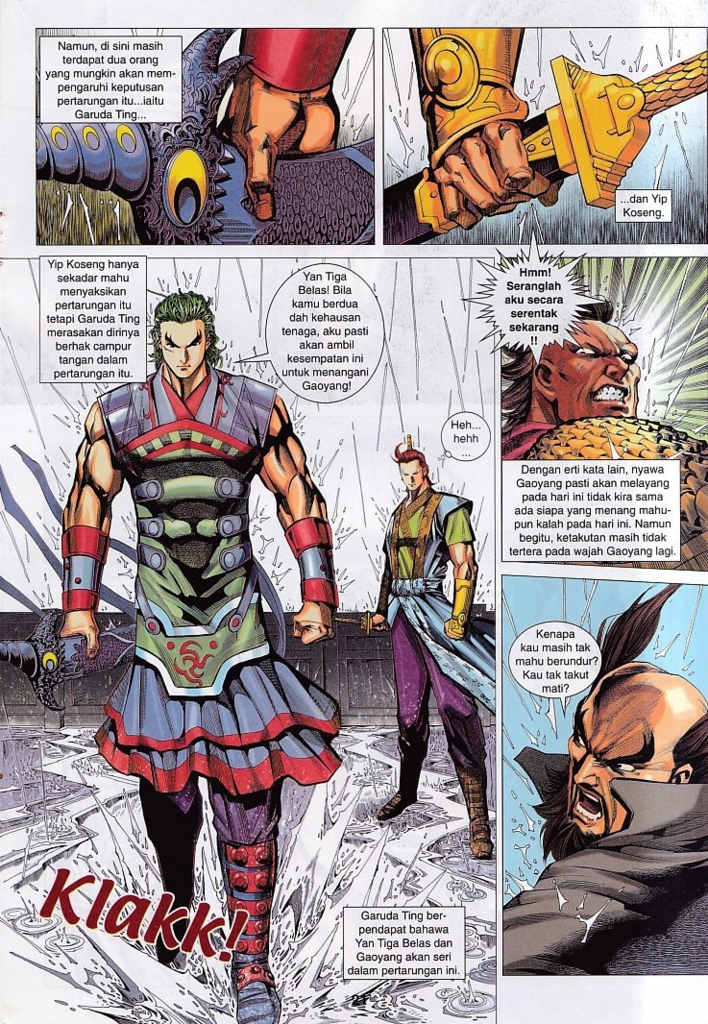 Namun, di sini masih
terdapat dua orang
yang mungkin akan mem-
pengaruhi keputusan
pertarungan itu...iaitu
Garuda Ting...
...dan Yip
Koseng.
Yip Koseng hanya
sekadar mahu
menyaksikan
pertarungan itu
tetapi Garuda Ting
merasakan dirinya
berhak campur
tangan dalam
pertarungan itu.
Yan Tiga
Belas! Bila
kamu berdua
dah kehausan
tenaga, aku pasti
akan ambil
kesempatan ini
untuk menangani
Gaoyang!
Heh...
hehh
...
Hmm!
Seranglah
aku secara
serentak
sekarang
!!
Dengan erti kata lain, nyawa
Gaoyang pasti akan melayang
pada hari ini tidak kira sama
ada siapa yang menang mahu-
pun kalah pada hari ini. Namun
begitu, ketakutan masih tidak
tertera pada wajah Gaoyang lagi.
Kenapa
kau masih tak
mahu berundur?
Kau tak takut
mati?
Klakk!
Garuda Ting ber-
pendapat bahawa
Yan Tiga Belas dan
Gaoyang akan seri
dalam pertarungan ini.